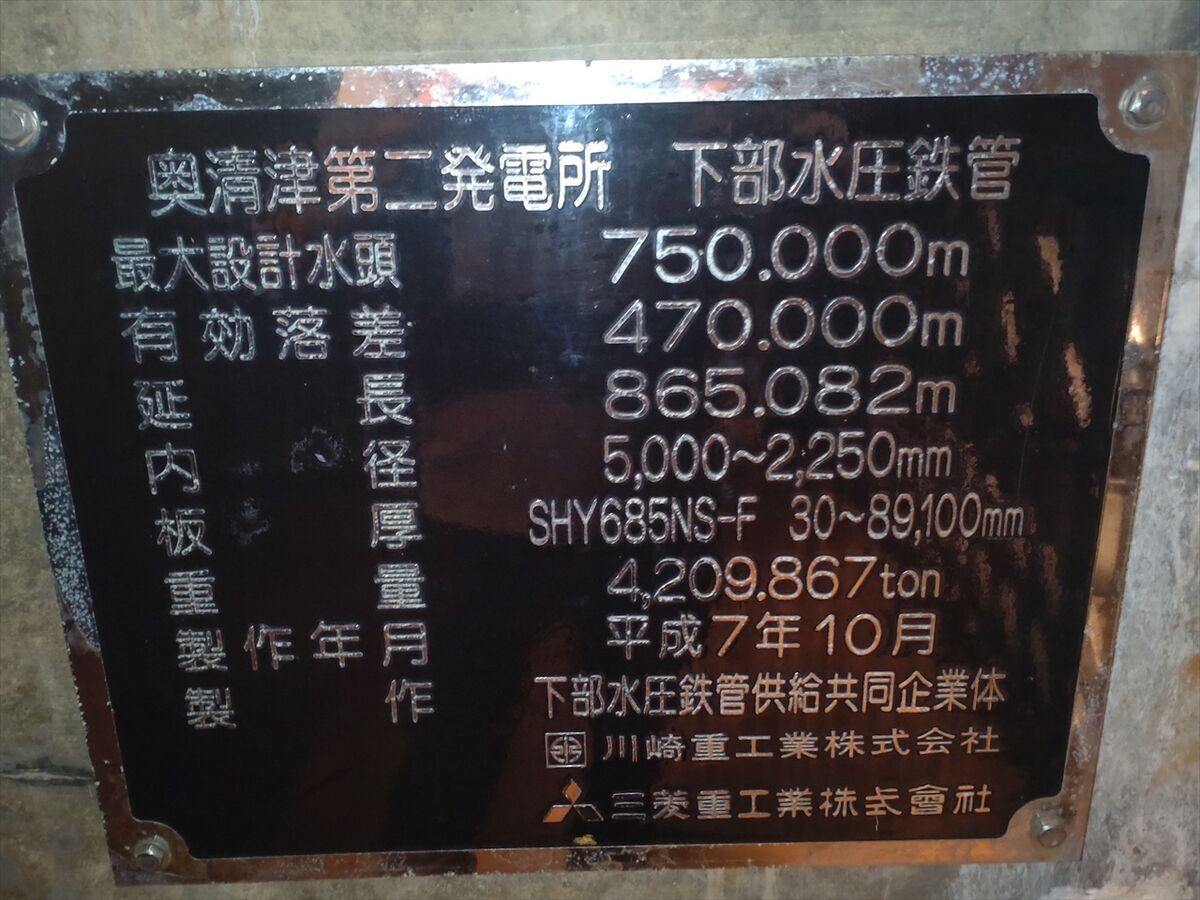 奥清津第二発電所 下部水圧鉄管
最大設計水頭 750.000m
有効落差 470.000m
延長 865.082m
内径 5,000~2,250mm
板厚 SHY685NS-F 30~89,100mm
重量 4,209.867ton
製作年月 平成7年10月
製作 下部水圧鉄管供給共同企業体
川崎重工業株式会社
三菱重工業株式會社